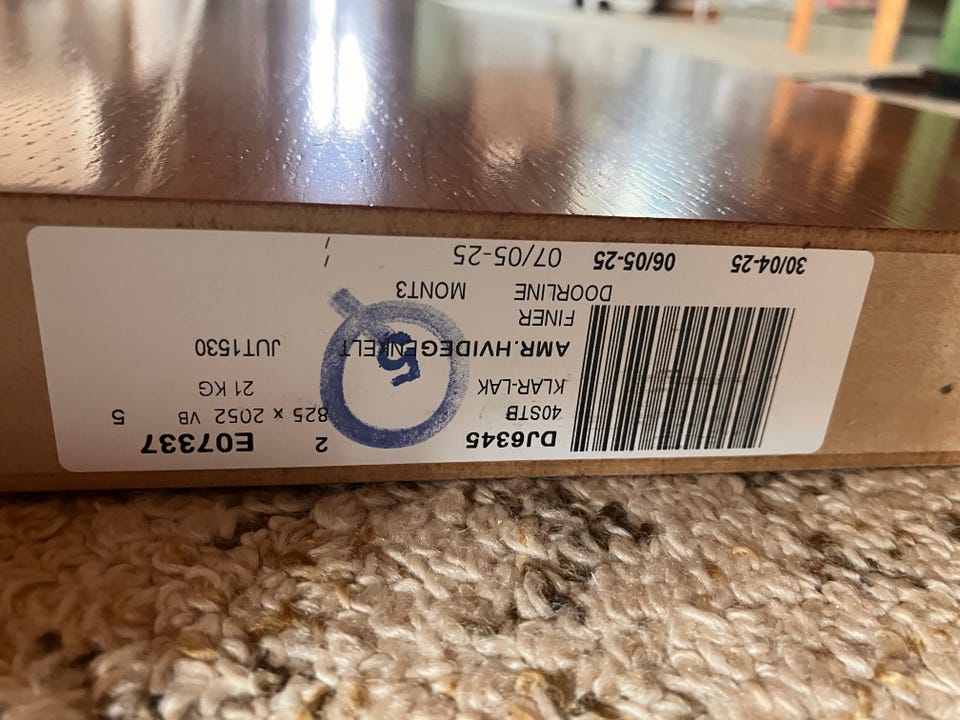 DJ6345 2 E07337
40STB 825 x 2052 VB 5
KLAR-LAK 21 KG
AMR.HVIDEGENKELT JUT1530
FINER
DOORLINE MONT3
30/04-25 06/05-25 07/05-25
5